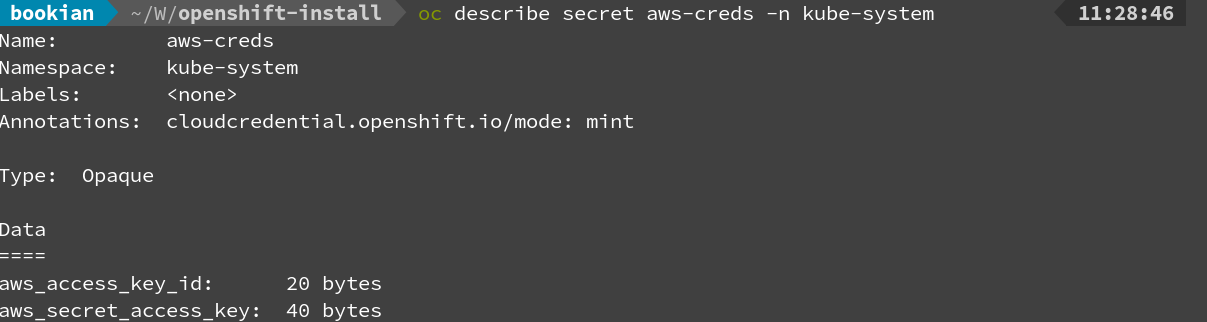 bookian ~/W/openshift-install oc describe secret aws-creds -n kube-system 11:28:46
Name:         aws-creds
Namespace:    kube-system
Labels:       <none>
Annotations:  cloudcredential.openshift.io/mode: mint
Type:  Opaque
Data
====
aws_access_key_id:      20 bytes
aws_secret_access_key:  40 bytes